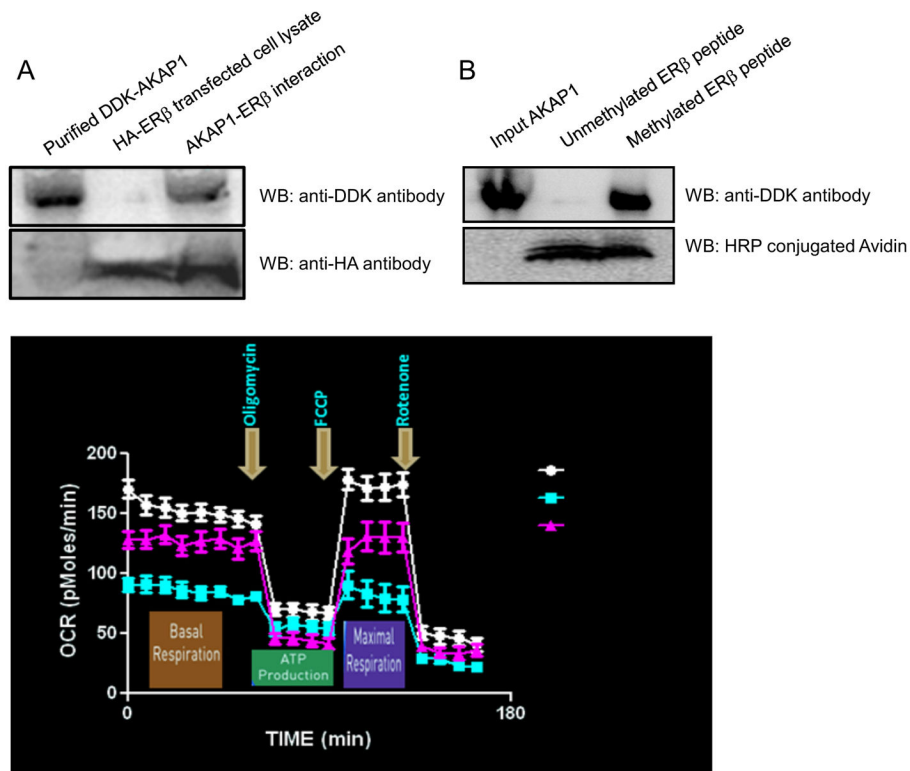 A
Purified DDK-AKAP1
HA-ERβ transfected cell lysate
AKAP1-ERβ interaction
WB: anti-DDK antibody
WB: anti-HA antibody
B
Input AKAP1
Unmethylated ERβ peptide
Methylated ERβ peptide
WB: anti-DDK antibody
WB: HRP conjugated Avidin
Oligomycin
FCCP
Rotenone
200
150
100
50
0
OCR (pMoles/min)
Basal
Respiration
ATP
Production
Maximal
Respiration
0
180
TIME (min)